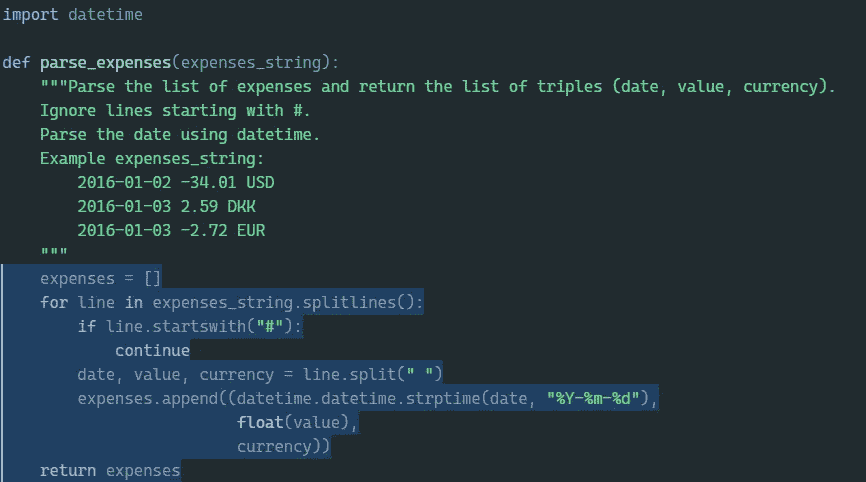 import datetime
def parse_expenses(expenses_string):
    """Parse the list of expenses and return the list of triples (date, value, currency).
    Ignore lines starting with #.
    Parse the date using datetime.
    Example expenses_string:
        2016-01-02 -34.01 USD
        2016-01-03 2.59 DKK
        2016-01-03 -2.72 EUR
    """
    expenses = []
    for line in expenses_string.splitlines():
        if line.startswith("#"):
            continue
        date, value, currency = line.split(" ")
        expenses.append((datetime.datetime.strptime(date, "%Y-%m-%d"),
                         float(value),
                         currency))
    return expenses